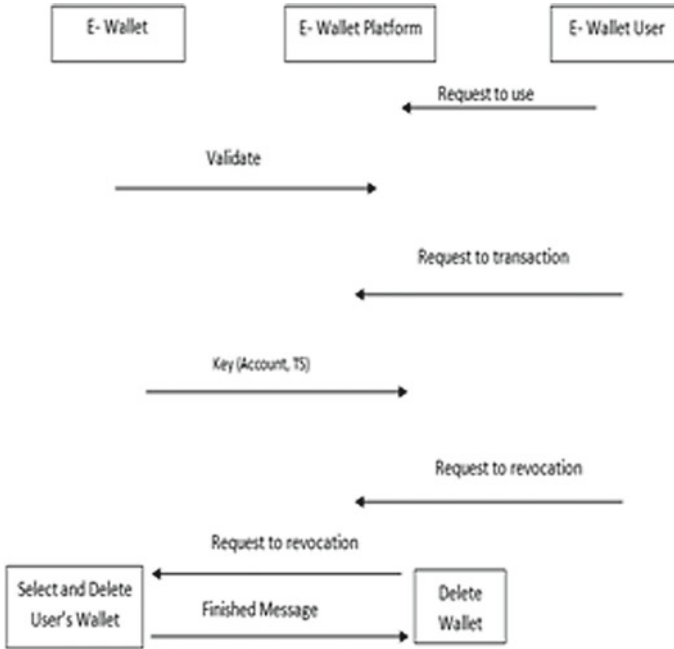 E- Wallet
E- Wallet Platform
E- Wallet User
Request to use
Validate
Request to transaction
Key (Account, TS)
Request to revocation
Request to revocation
Select and Delete
User's Wallet
Finished Message
Delete
Wallet